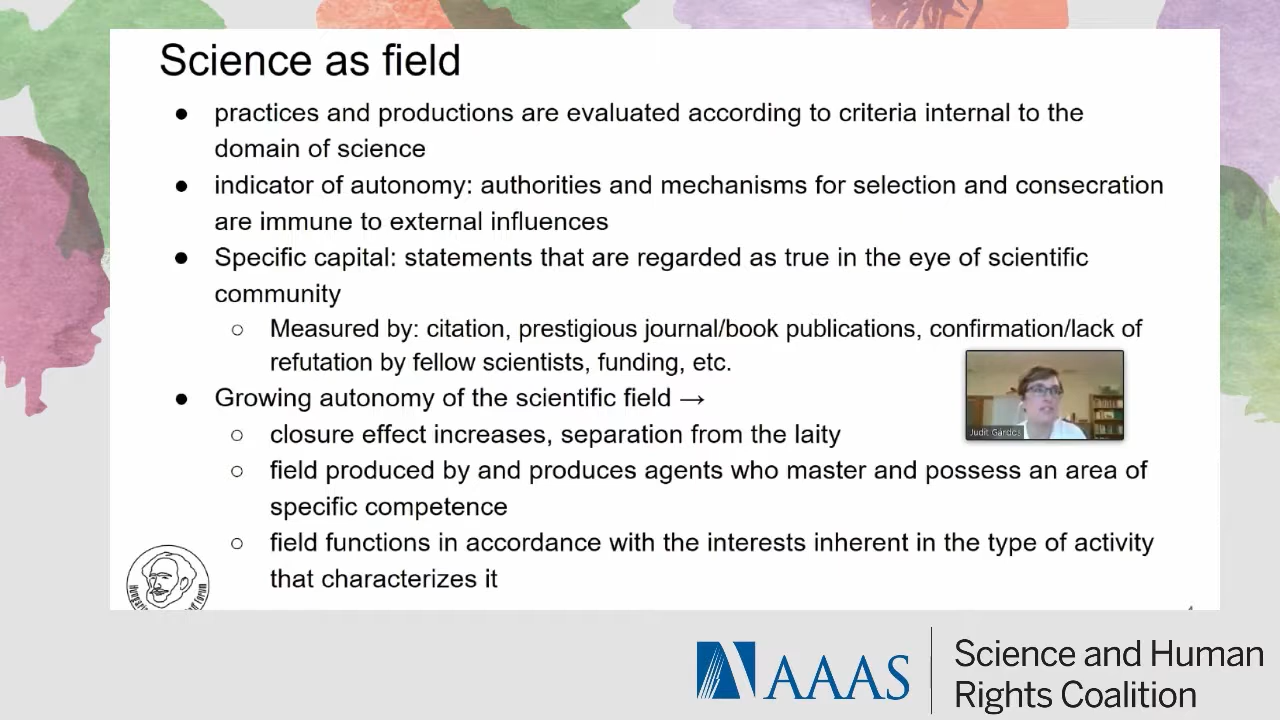 Science as field
● practices and productions are evaluated according to criteria internal to the
domain of science
● indicator of autonomy: authorities and mechanisms for selection and consecration
are immune to external influences
● Specific capital: statements that are regarded as true in the eye of scientific
community
○ Measured by: citation, prestigious journal/book publications, confirmation/lack of
refutation by fellow scientists, funding, etc.
● Growing autonomy of the scientific field →
○ closure effect increases, separation from the laity
○ field produced by and produces agents who master and possess an area of
specific competence
○ field functions in accordance with the interests inherent in the type of activity
that characterizes it
Judit Gárdos
AAAS
Science and Human
Rights Coalition